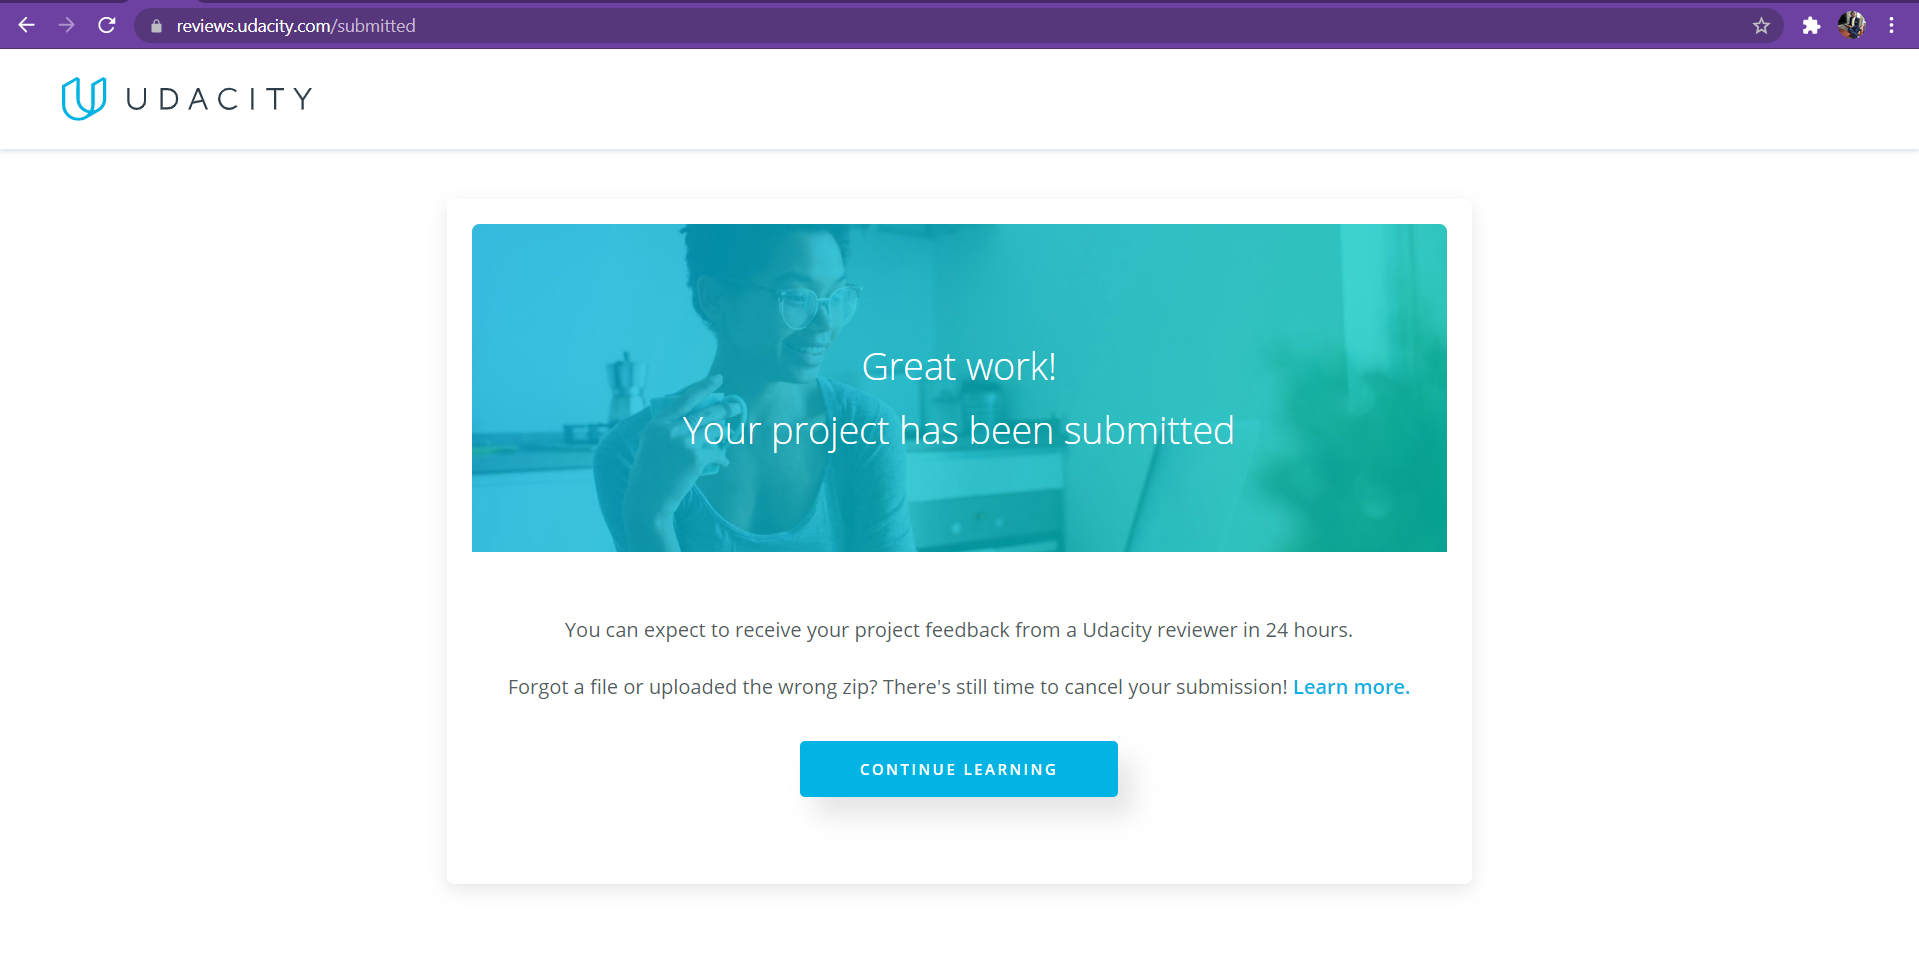 reviews.udacity.com/submitted
UDACITY
Great work!
Your project has been submitted
You can expect to receive your project feedback from a Udacity reviewer in 24 hours.
Forgot a file or uploaded the wrong zip? There's still time to cancel your submission! Learn more.
CONTINUE LEARNING